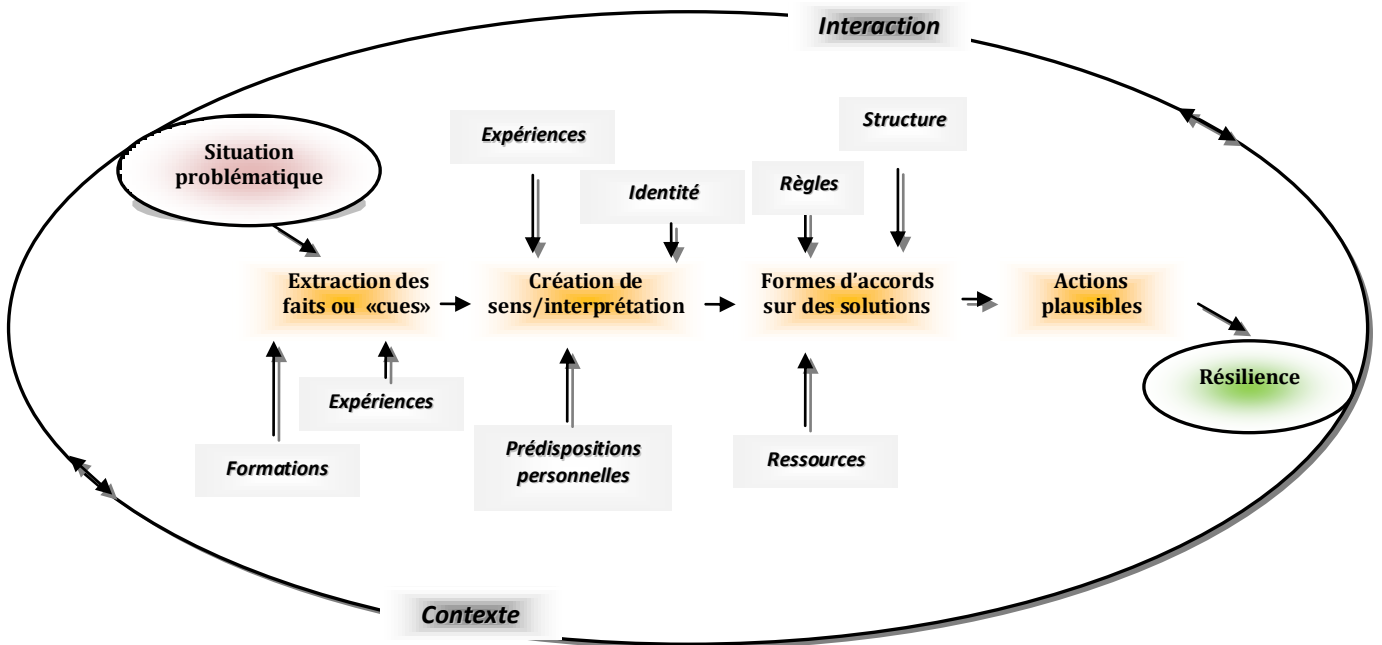 Interaction
Structure
Expériences
Situation
problématique
Règles
Identité
Extraction des
faits ou «cues»
Création de
sens/interprétation
Formes d’accords
sur des solutions
Actions
plausibles
Résilience
Expériences
Prédispositions
personnelles
Formations
Ressources
Contexte